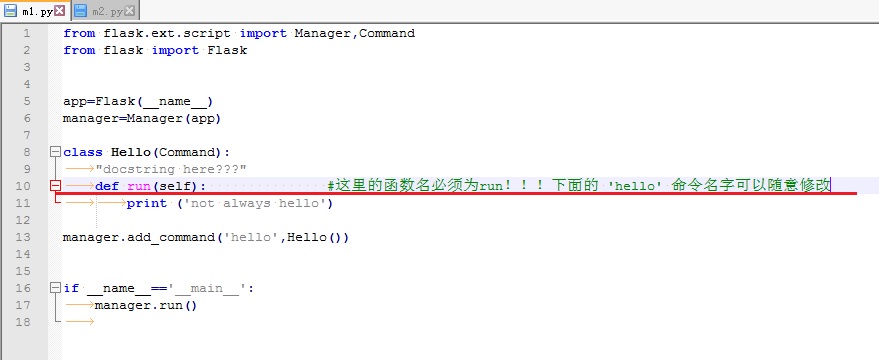 m1.py m2.py
1 from flask.ext.script import Manager,Command
2 from flask import Flask
3
4
5 app=Flask(__name__)
6 manager=Manager(app)
7
8 class Hello(Command):
9 "docstring here???"
10 def run(self): #这里的函数名必须为run!!!下面的 'hello' 命令名字可以随意修改
11 print ('not always hello')
12
13 manager.add_command('hello',Hello())
14
15
16 if __name__=='__main__':
17 manager.run()
18